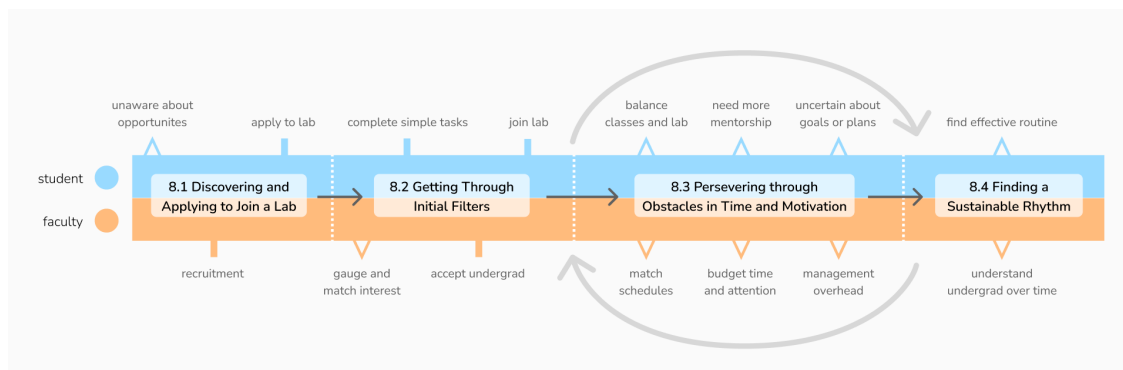 unaware about
opportunites
apply to lab
complete simple tasks
join lab
balance
classes and lab
need more
mentorship
uncertain about
goals or plans
find effective routine
student
faculty
8.1 Discovering and
Applying to Join a Lab
8.2 Getting Through
Initial Filters
8.3 Persevering through
Obstacles in Time and Motivation
8.4 Finding a
Sustainable Rhythm
recruitment
gauge and
match interest
accept undergrad
match
schedules
budget time
and attention
management
overhead
understand
undergrad over time